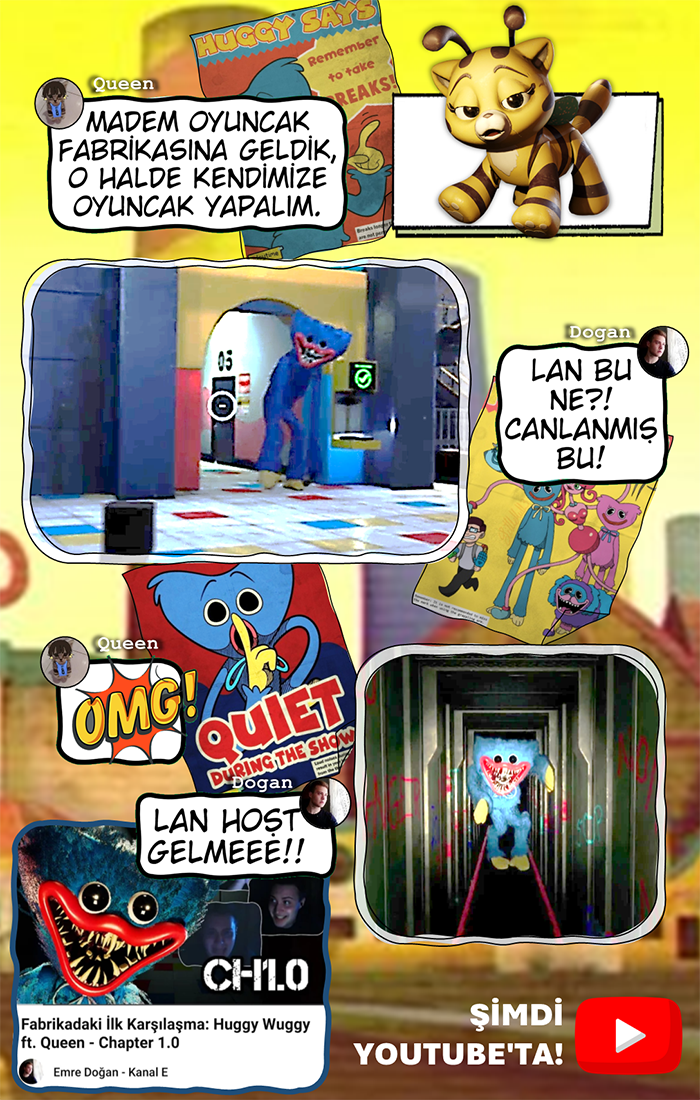 HUGGY SAYS
Remember
to take
BREAKS!
Queen
MADEM OYUNCAK
FABRİKASINA GELDİK,
O HALDE KENDİMİZE
OYUNCAK YAPALIM.
03
Dogan
LAN BU
NE?!
CANLANMIŞ
BU!
Queen
OMG!
QUIET
DURING THE SHOW
Dogan
LAN HOŞT
GELMEEE!!
NO
CH1.0
Fabrikadaki İlk Karşılaşma: Huggy Wuggy
ft. Queen - Chapter 1.0
Emre Doğan - Kanal E
ŞİMDİ
YOUTUBE'TA!